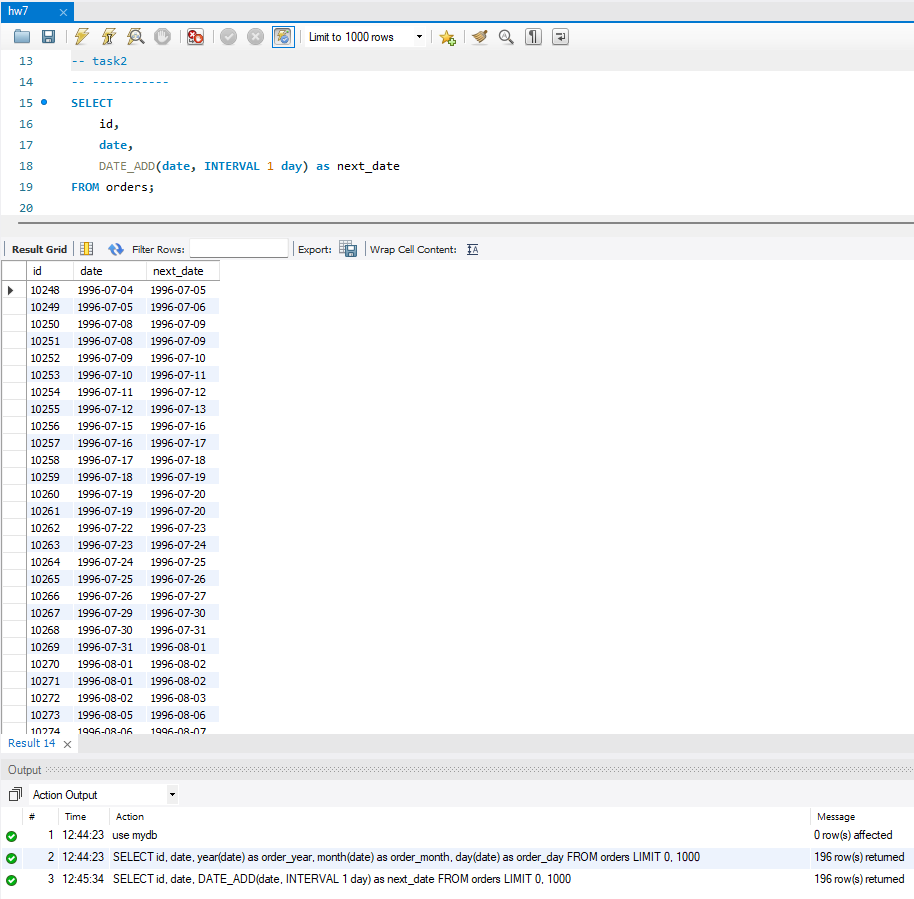 hw7
Limit to 1000 rows
13 -- task2
14 -- -----------
15 SELECT
16 id,
17 date,
18 DATE_ADD(date, INTERVAL 1 day) as next_date
19 FROM orders;
20
Result Grid Filter Rows: Export: Wrap Cell Content:
id date next_date
10248 1996-07-04 1996-07-05
10249 1996-07-05 1996-07-06
10250 1996-07-08 1996-07-09
10251 1996-07-08 1996-07-09
10252 1996-07-09 1996-07-10
10253 1996-07-10 1996-07-11
10254 1996-07-11 1996-07-12
10255 1996-07-12 1996-07-13
10256 1996-07-15 1996-07-16
10257 1996-07-16 1996-07-17
10258 1996-07-17 1996-07-18
10259 1996-07-18 1996-07-19
10260 1996-07-19 1996-07-20
10261 1996-07-19 1996-07-20
10262 1996-07-22 1996-07-23
10263 1996-07-23 1996-07-24
10264 1996-07-24 1996-07-25
10265 1996-07-25 1996-07-26
10266 1996-07-26 1996-07-27
10267 1996-07-29 1996-07-30
10268 1996-07-30 1996-07-31
10269 1996-07-31 1996-08-01
10270 1996-08-01 1996-08-02
10271 1996-08-01 1996-08-02
10272 1996-08-02 1996-08-03
10273 1996-08-05 1996-08-06
10274 1996-08-06 1996-08-07
Result 14
Output
Action Output
# Time Action Message
1 12:44:23 use mydb 0 row(s) affected
2 12:44:23 SELECT id, date, year(date) as order_year, month(date) as order_month, day(date) as order_day FROM orders LIMIT 0, 1000 196 row(s) returned
3 12:45:34 SELECT id, date, DATE_ADD(date, INTERVAL 1 day) as next_date FROM orders LIMIT 0, 1000 196 row(s) returned